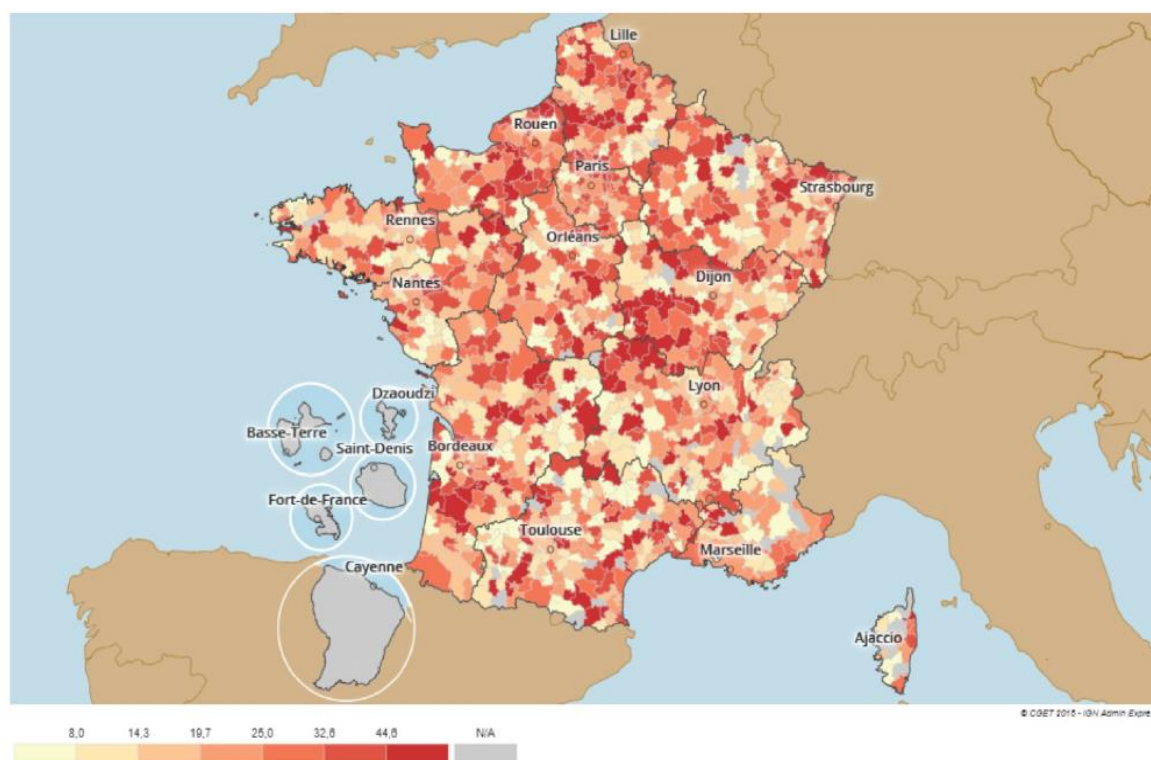 Lille
Rouen
Paris
Strasbourg
Rennes
Orléans
Dijon
Nantes
Lyon
Dzaoudzi
Basse-Terre
Saint-Denis
Bordeaux
Fort-de-France
Toulouse
Marseille
Cayenne
Ajaccio
© CGET 2015 - IGN Admin Expre
8,0 14,3 19,7 25,0 32,6 44,6 N/A